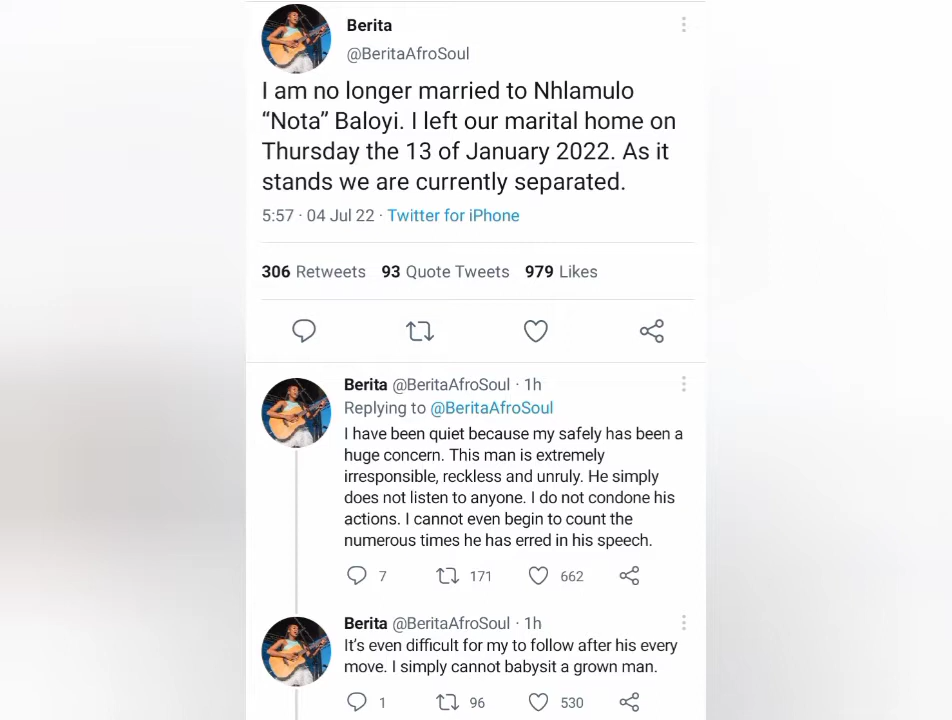 Berita
@BeritaAfroSoul
I am no longer married to Nhlamulo
“Nota” Baloyi. I left our marital home on
Thursday the 13 of January 2022. As it
stands we are currently separated.
5:57 · 04 Jul 22 · Twitter for iPhone
306 Retweets 93 Quote Tweets 979 Likes
Berita @BeritaAfroSoul · 1h
Replying to @BeritaAfroSoul
I have been quiet because my safely has been a
huge concern. This man is extremely
irresponsible, reckless and unruly. He simply
does not listen to anyone. I do not condone his
actions. I cannot even begin to count the
numerous times he has erred in his speech.
7 171 662
Berita @BeritaAfroSoul · 1h
It’s even difficult for my to follow after his every
move. I simply cannot babysit a grown man.
1 96 530